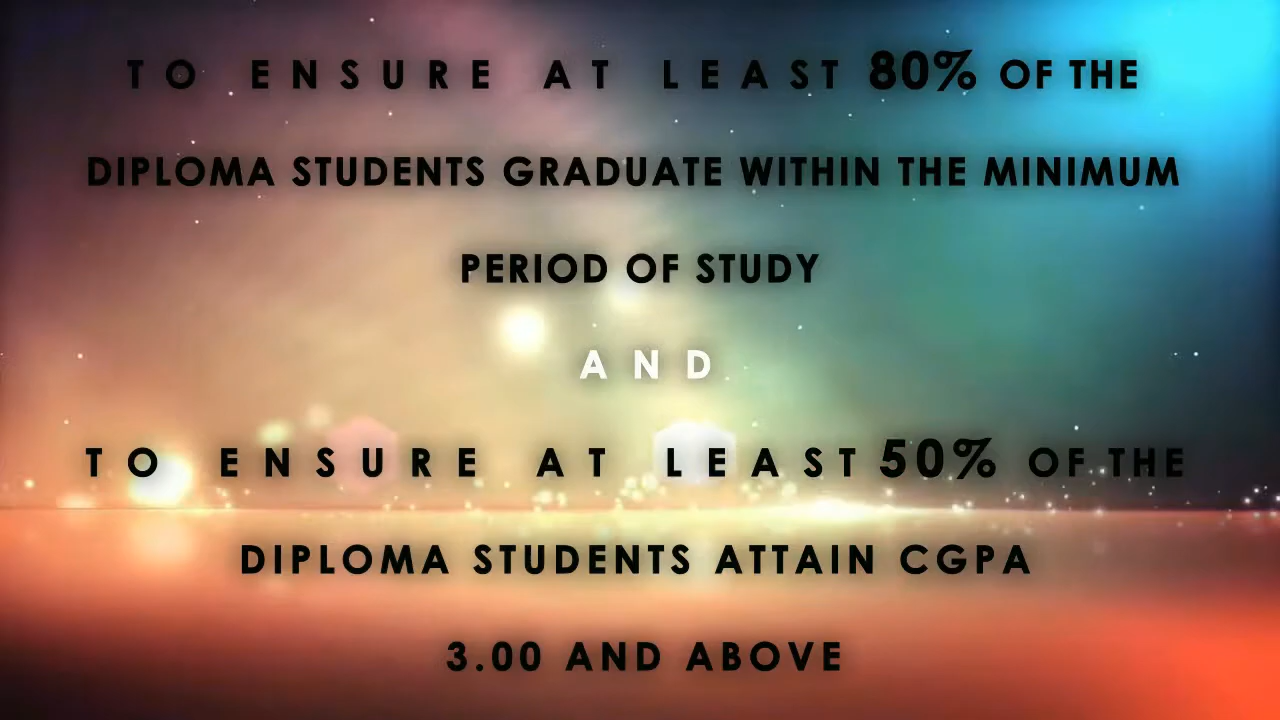 TO ENSURE AT LEAST 80% OF THE
DIPLOMA STUDENTS GRADUATE WITHIN THE MINIMUM
PERIOD OF STUDY
AND
TO ENSURE AT LEAST 50% OF THE
DIPLOMA STUDENTS ATTAIN CGPA
3.00 AND ABOVE